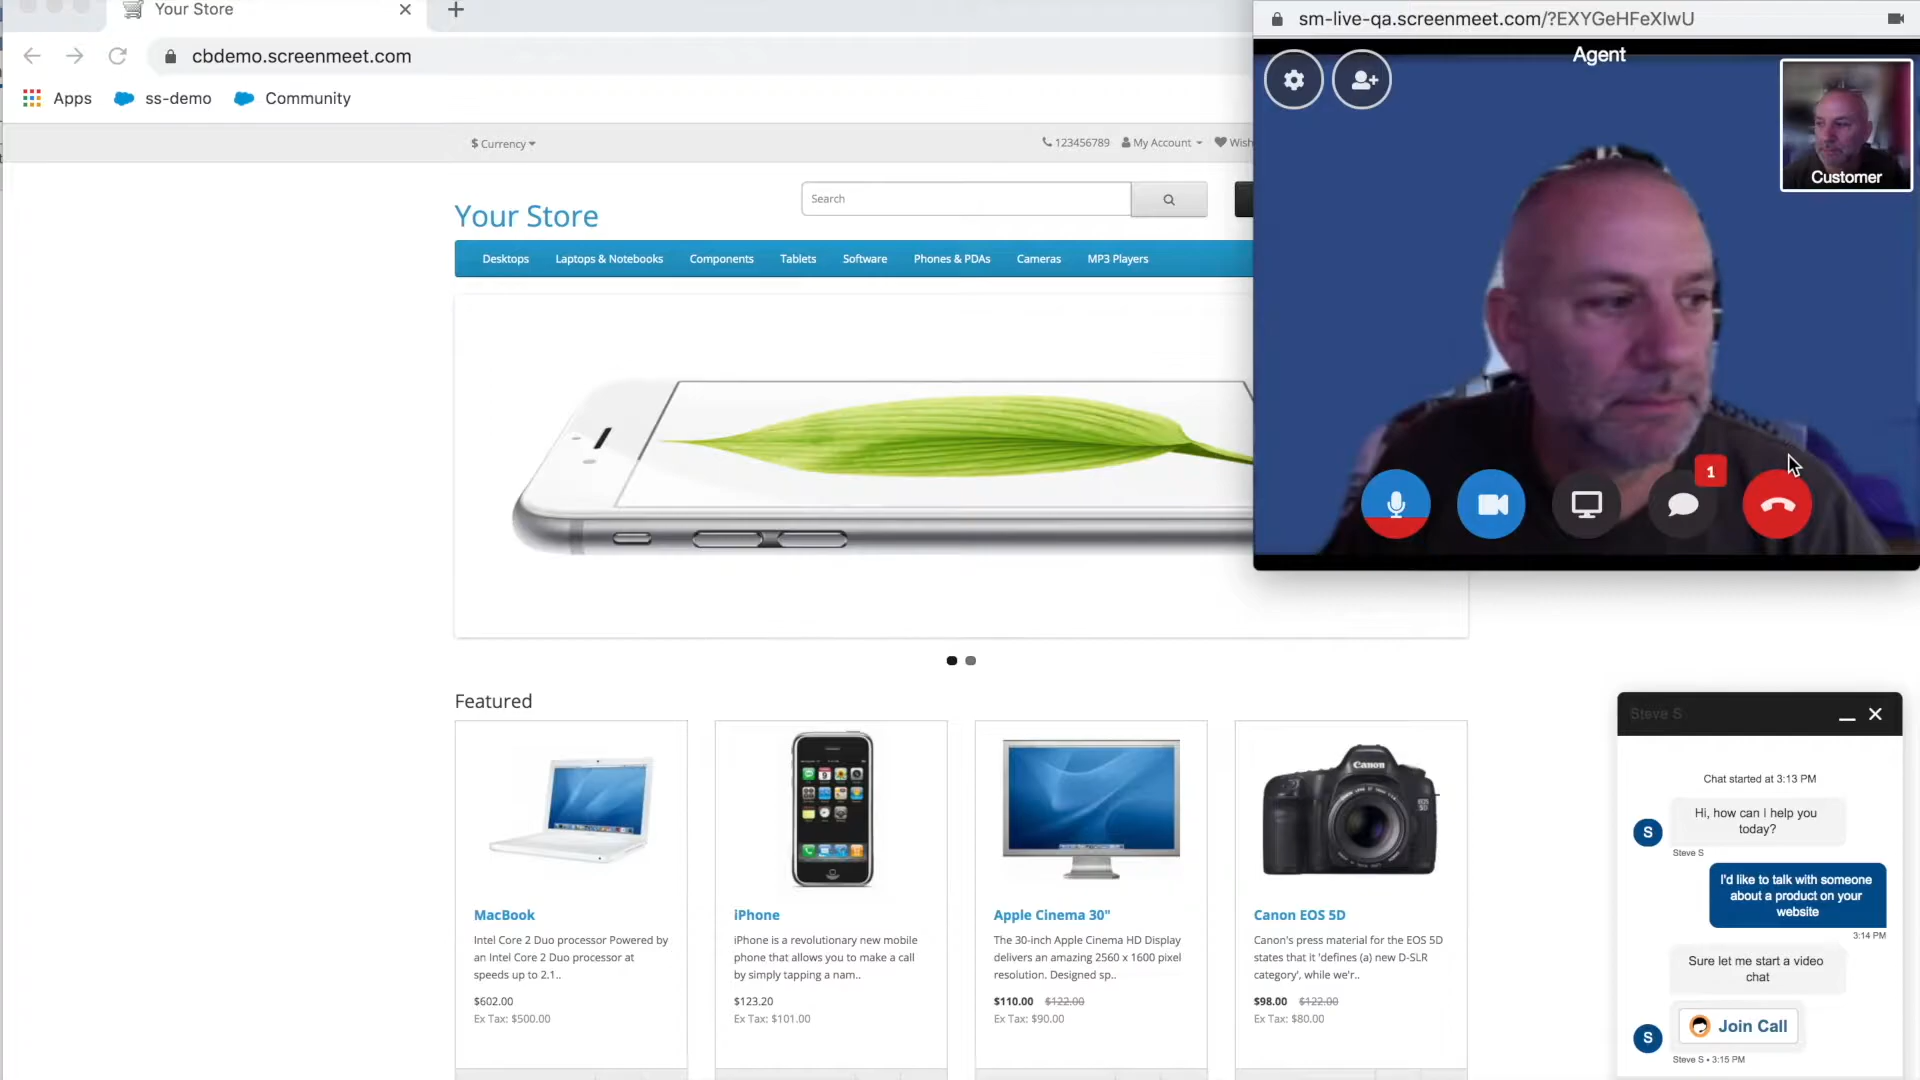 Your Store
cbdemo.screenmeet.com
Apps
ss-demo
Community
$ Currency
123456789
My Account
Wish
Your Store
Search
Desktops
Laptops & Notebooks
Components
Tablets
Software
Phones & PDAs
Cameras
MP3 Players
sm-live-qa.screenmeet.com/?EXYGeHFeXIwU
Agent
Customer
1
Featured
MacBook
Intel Core 2 Duo processor Powered by
an Intel Core 2 Duo processor at
speeds up to 2.1..
$602.00
Ex Tax: $500.00
iPhone
iPhone is a revolutionary new mobile
phone that allows you to make a call
by simply tapping a nam..
$123.20
Ex Tax: $101.00
Apple Cinema 30"
The 30-inch Apple Cinema HD Display
delivers an amazing 2560 x 1600 pixel
resolution. Designed sp..
$110.00 $122.00
Ex Tax: $90.00
Canon
Canon EOS 5D
Canon's press material for the EOS 5D
states that it 'defines (a) new D-SLR
category', while we'r..
$98.00 $122.00
Ex Tax: $80.00
Steve S
Chat started at 3:13 PM
Hi, how can I help you
today?
S
Steve S
I'd like to talk with someone
about a product on your
website
3:14 PM
Sure let me start a video
chat
S
Join Call
Steve S • 3:15 PM